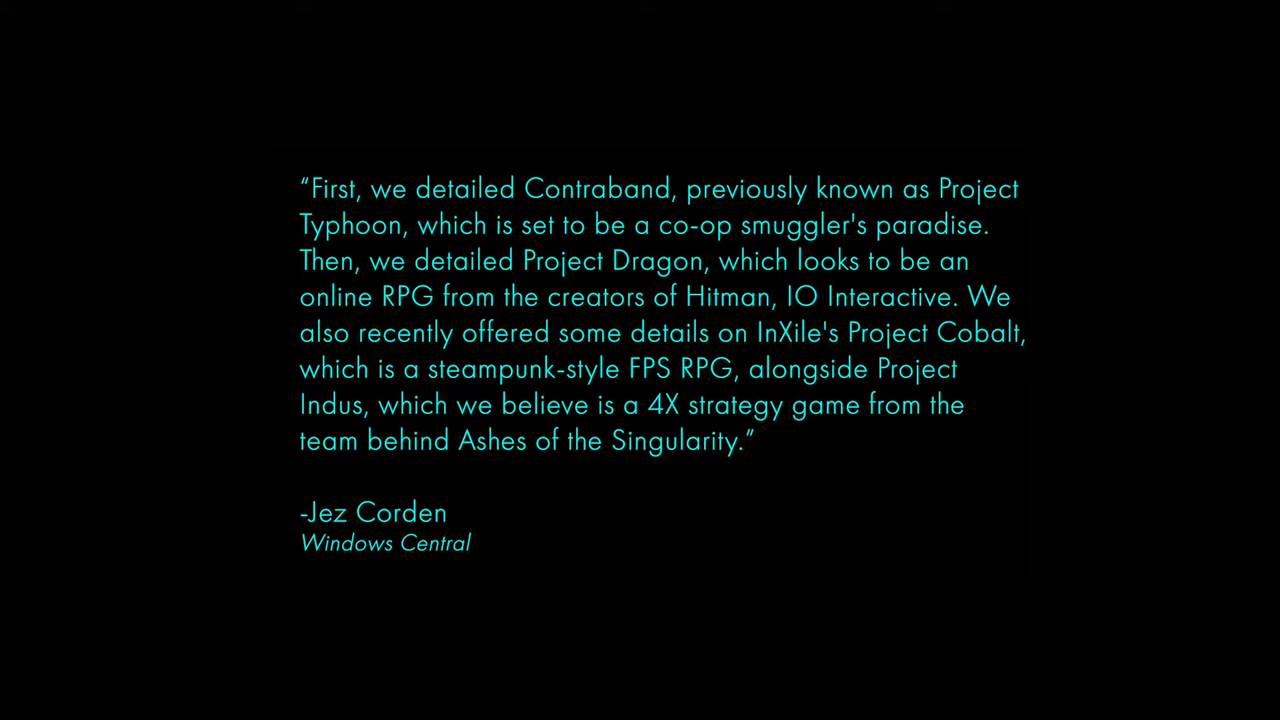 “First, we detailed Contraband, previously known as Project
Typhoon, which is set to be a co-op smuggler's paradise.
Then, we detailed Project Dragon, which looks to be an
online RPG from the creators of Hitman, IO Interactive. We
also recently offered some details on InXile's Project Cobalt,
which is a steampunk-style FPS RPG, alongside Project
Indus, which we believe is a 4X strategy game from the
team behind Ashes of the Singularity.”
-Jez Corden
Windows Central